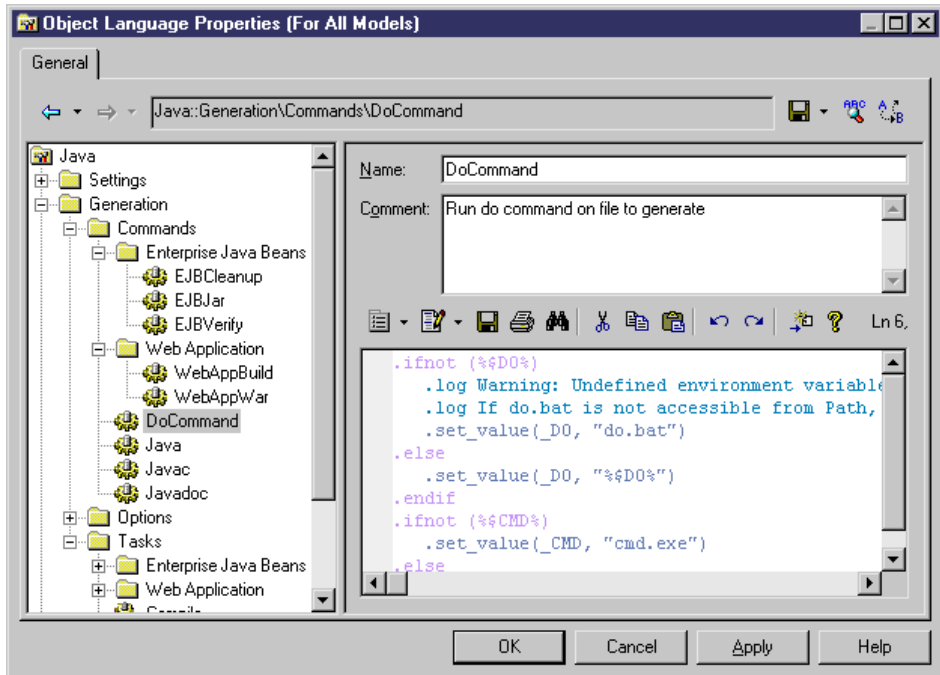 Object Language Properties (For All Models)
General
Java::Generation\Commands\DoCommand
Java
Settings
Generation
Commands
Enterprise Java Beans
EJBCleanup
EJBJar
EJBVerify
Web Application
WebAppBuild
WebAppWar
DoCommand
Java
Javac
Javadoc
Options
Tasks
Enterprise Java Beans
Web Application
Compile
Name: DoCommand
Comment: Run do command on file to generate
Ln 6,
.ifnot (%$DO%)
.log Warning: Undefined environment variable
.log If do.bat is not accessible from Path,
.set_value(_DO, "do.bat")
.else
.set_value(_DO, "%$DO%")
.endif
.ifnot (%$CMD%)
.set_value(_CMD, "cmd.exe")
.else
OK Cancel Apply Help